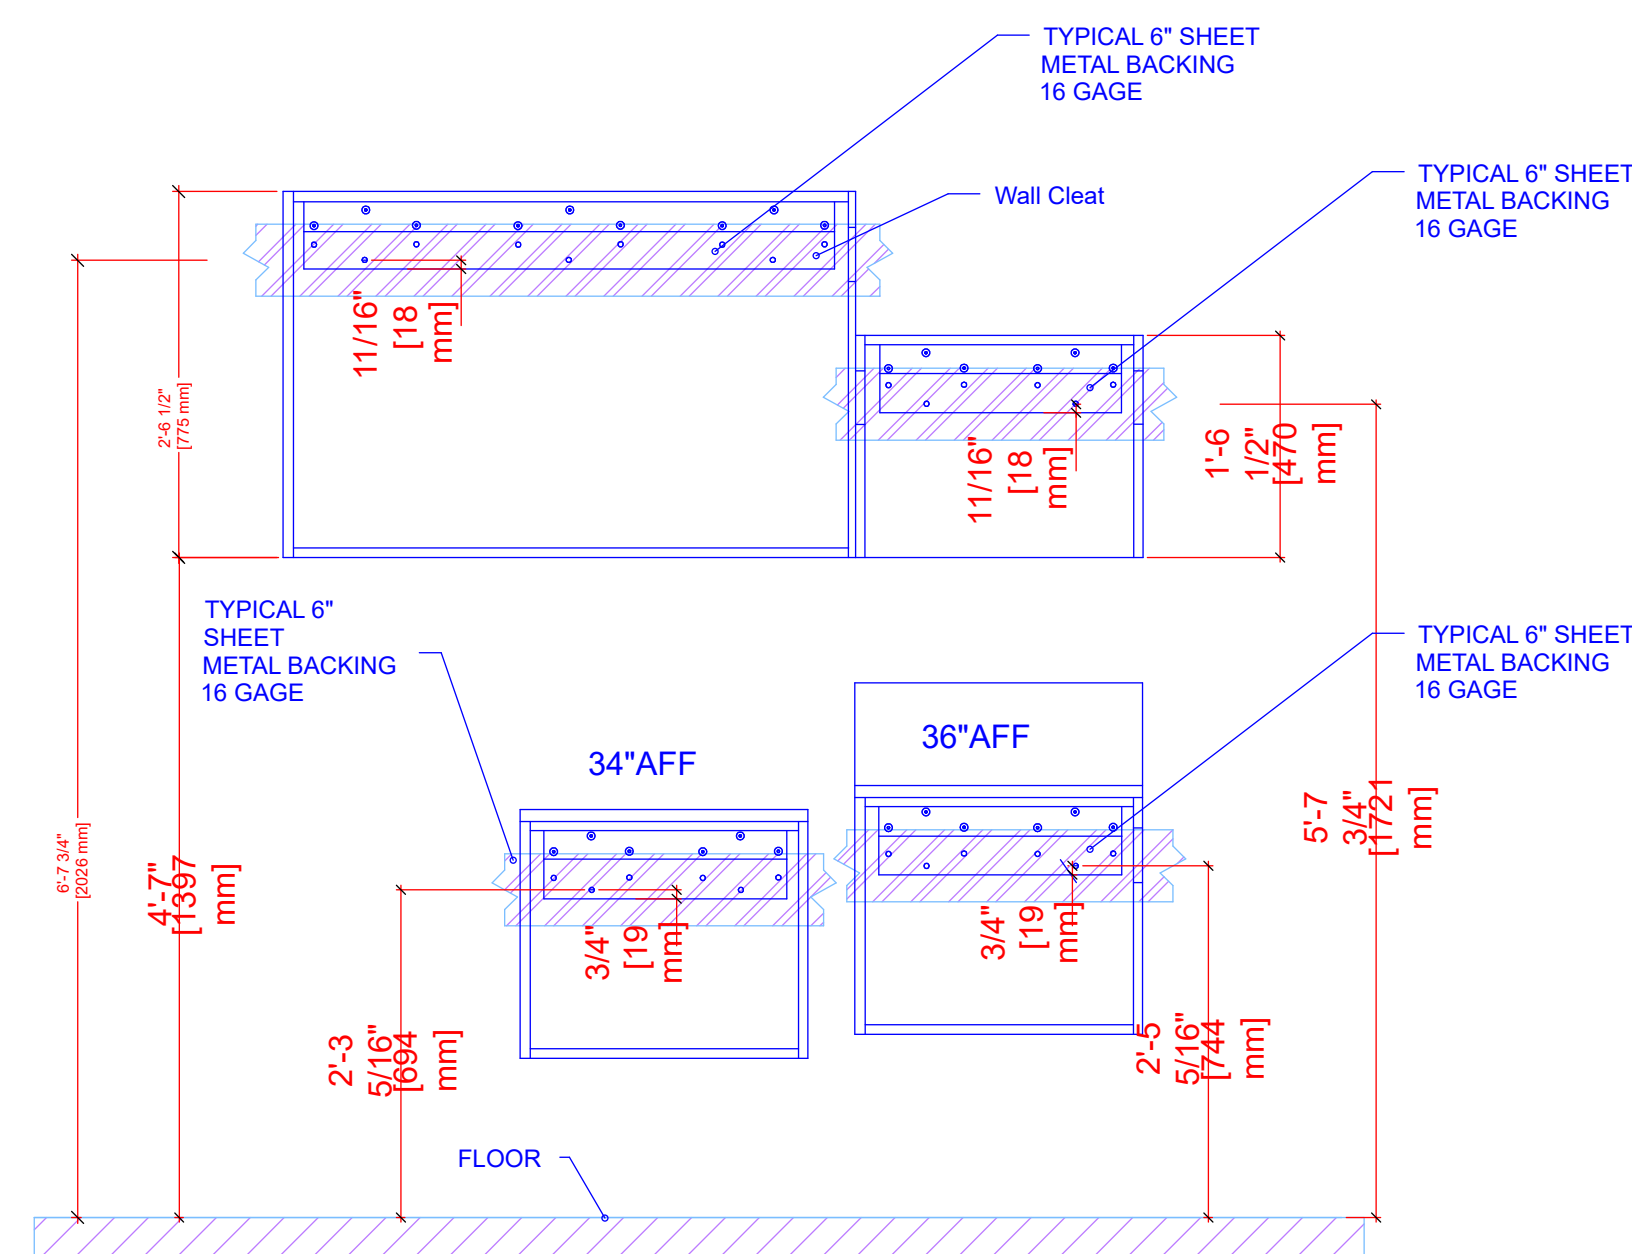 TYPICAL 6" SHEET
METAL BACKING
16 GAGE
TYPICAL 6" SHEET
METAL BACKING
16 GAGE
Wall Cleat
11/16"
[18
mm]
2'-6 1/2"
[775 mm]
11/16"
[18
mm]
1'-6
1/2"
[470
mm]
TYPICAL 6"
SHEET
METAL BACKING
16 GAGE
TYPICAL 6" SHEET
METAL BACKING
16 GAGE
34"AFF
36"AFF
6'-7 3/4"
[2026 mm]
4'-7"
[1397
mm]
5'-7
3/4"
[1721
mm]
3/4"
[19
mm]
3/4"
[19
mm]
2'-3
5/16"
[694
mm]
2'-5
5/16"
[744
mm]
FLOOR